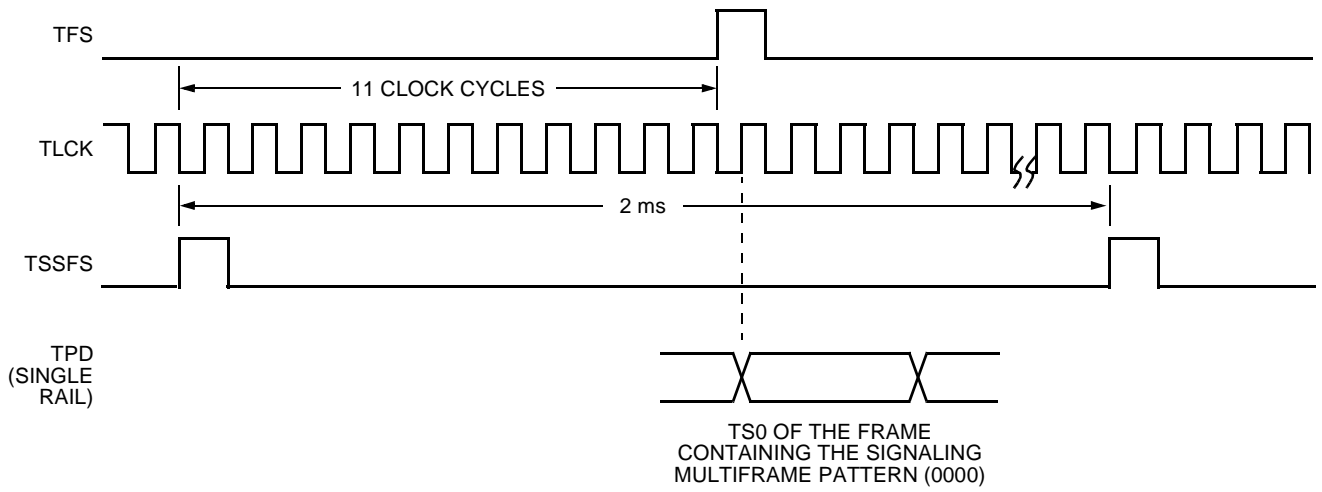 TFS
11 CLOCK CYCLES
TLCK
2 ms
TSSFS
TPD
(SINGLE
RAIL)
TS0 OF THE FRAME
CONTAINING THE SIGNALING
MULTIFRAME PATTERN (0000)